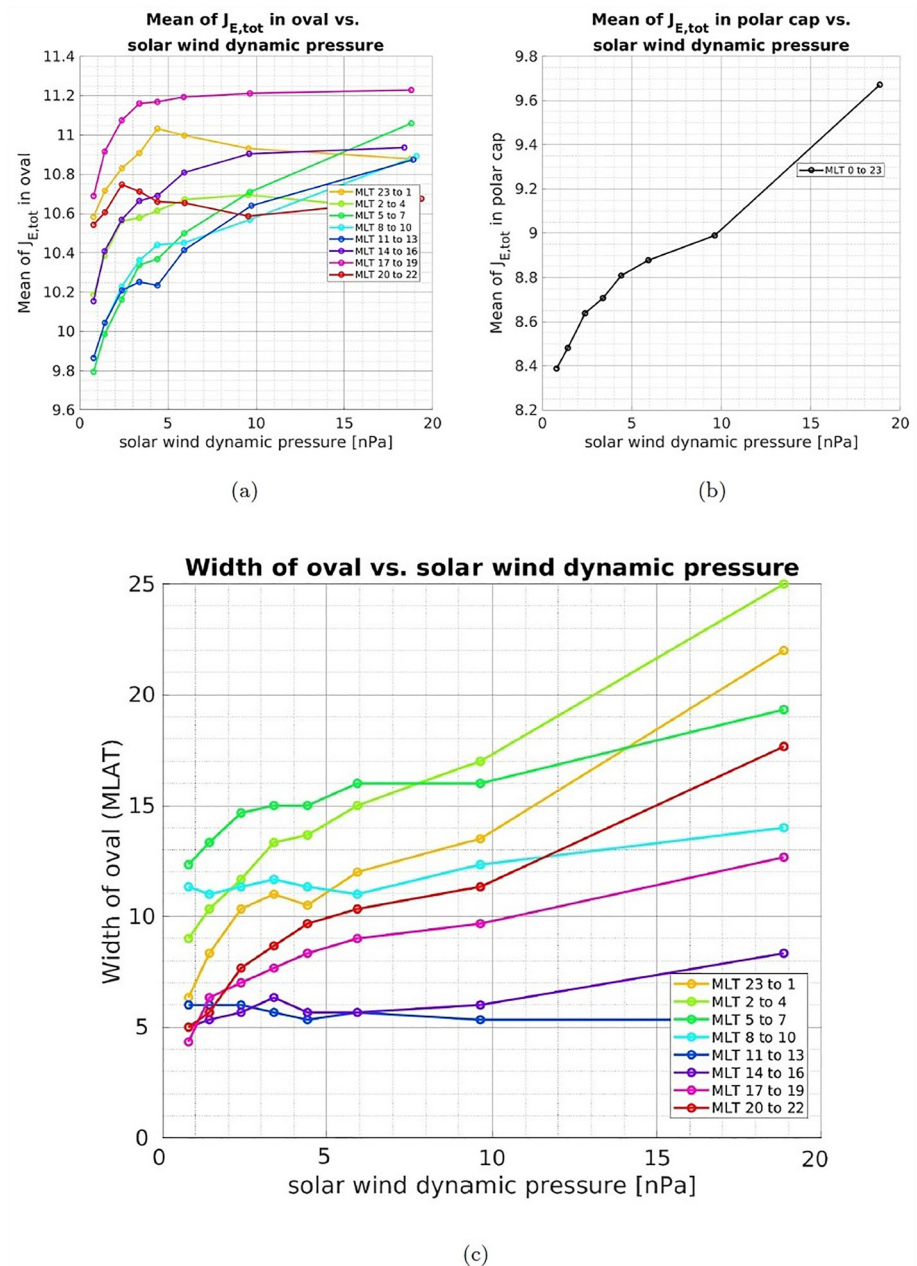 Mean of J_E,tot in oval vs.
solar wind dynamic pressure
11.4
11.2
11
10.8
10.6
10.4
10.2
10
9.8
9.6
Mean of J_E,tot in oval
0 5 10 15 20
solar wind dynamic pressure [nPa]
MLT 23 to 1
MLT 2 to 4
MLT 5 to 7
MLT 8 to 10
MLT 11 to 13
MLT 14 to 16
MLT 17 to 19
MLT 20 to 22
(a)
Mean of J_E,tot in polar cap vs.
solar wind dynamic pressure
9.8
9.6
9.4
9.2
9
8.8
8.6
8.4
8.2
Mean of J_E,tot in polar cap
0 5 10 15 20
solar wind dynamic pressure [nPa]
MLT 0 to 23
(b)
Width of oval vs. solar wind dynamic pressure
25
20
15
10
5
0
Width of oval (MLAT)
0 5 10 15 20
solar wind dynamic pressure [nPa]
MLT 23 to 1
MLT 2 to 4
MLT 5 to 7
MLT 8 to 10
MLT 11 to 13
MLT 14 to 16
MLT 17 to 19
MLT 20 to 22
(c)